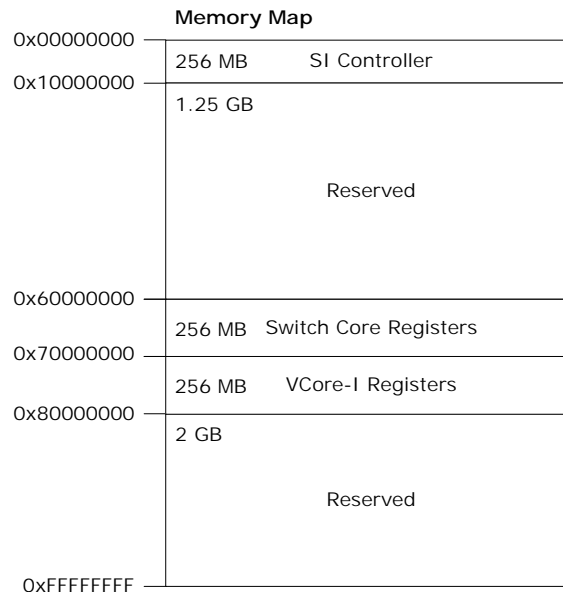 Memory Map
0x00000000
256 MB SI Controller
0x10000000
1.25 GB
Reserved
0x60000000
256 MB Switch Core Registers
0x70000000
256 MB VCore-I Registers
0x80000000
2 GB
Reserved
0xFFFFFFFF